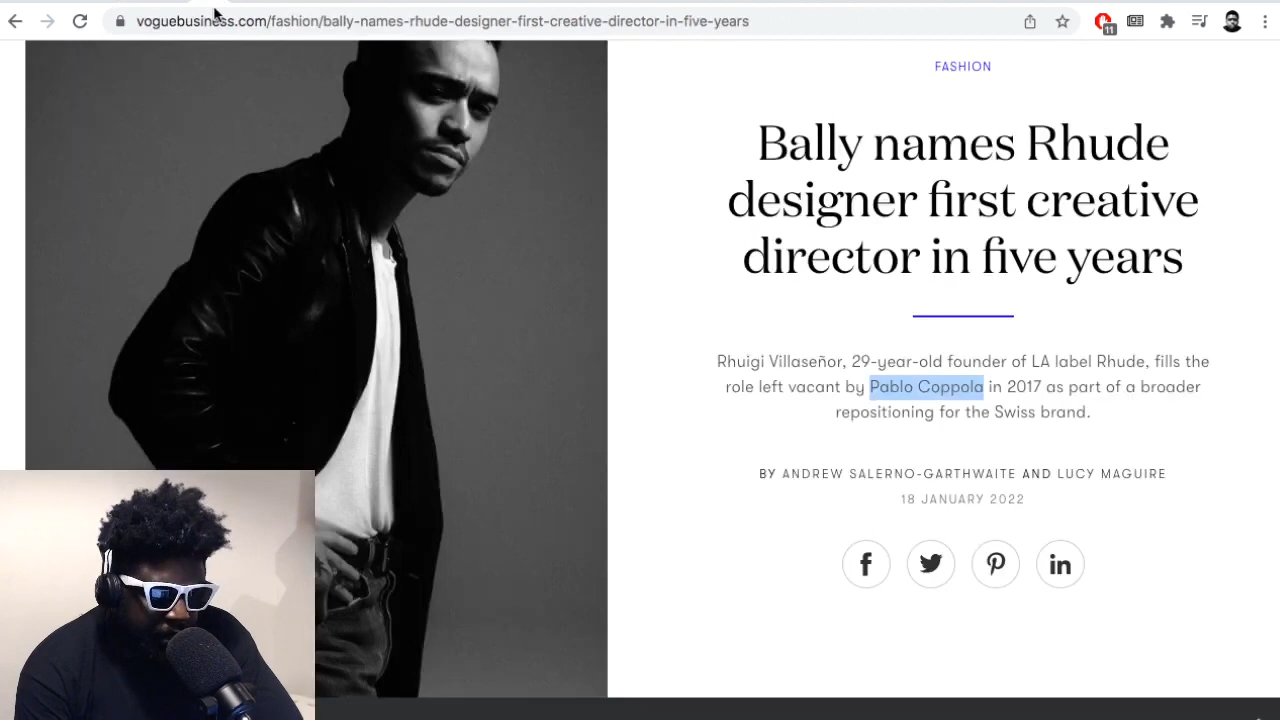 voguebusiness.com/fashion/bally-names-rhude-designer-first-creative-director-in-five-years
11
FASHION
Bally names Rhude
designer first creative
director in five years
Rhuigi Villaseñor, 29-year-old founder of LA label Rhude, fills the
role left vacant by Pablo Coppola in 2017 as part of a broader
repositioning for the Swiss brand.
BY ANDREW SALERNO-GARTHWAITE AND LUCY MAGUIRE
18 JANUARY 2022